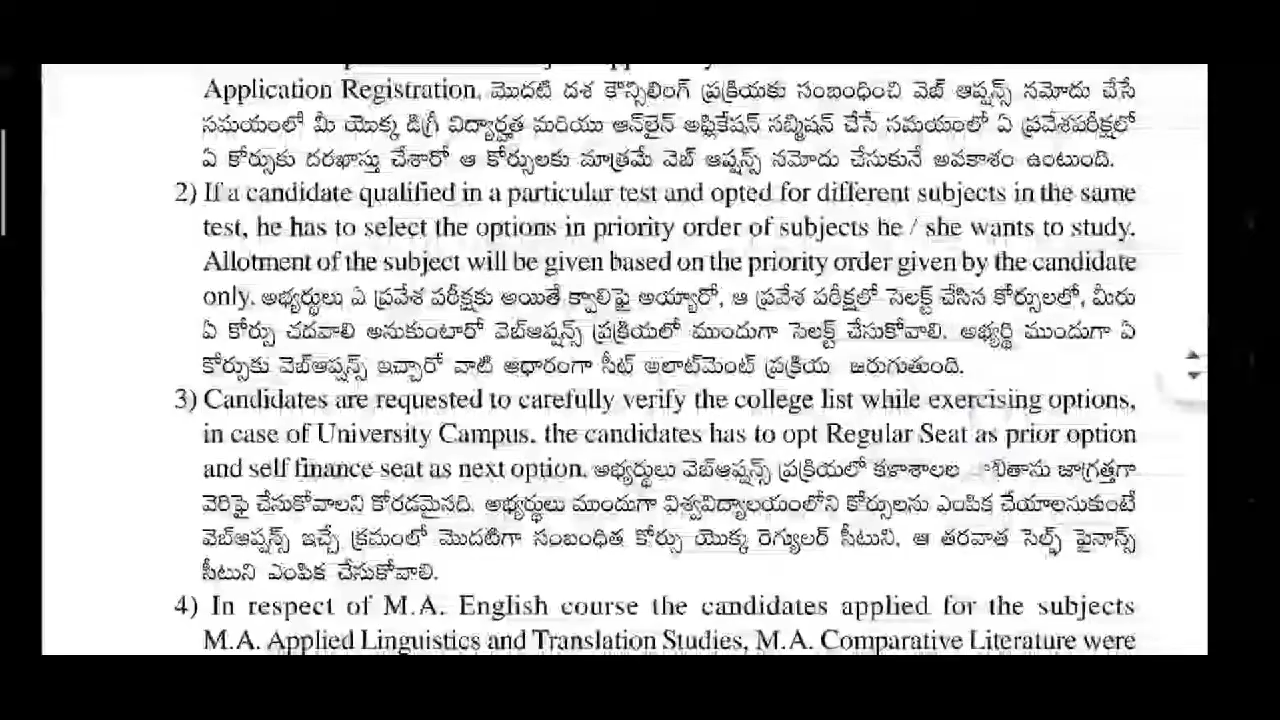 Application Registration. మొదటి దశ కౌన్సిలింగ్ ప్రక్రియకు సంబంధించి వెబ్ ఆప్షన్స్ నమోదు చేసే
సమయంలో మీ యొక్క డిగ్రీ విద్యార్హత మరియు ఆన్‌లైన్ అప్లికేషన్ సబ్మిషన్ చేసే సమయంలో ఏ ప్రవేశపరీక్షలో
ఏ కోర్సుకు దరఖాస్తు చేశారో ఆ కోర్సులకు మాత్రమే వెబ్ ఆప్షన్స్ నమోదు చేసుకునే అవకాశం ఉంటుంది.
2) If a candidate qualified in a particular test and opted for different subjects in the same
test, he has to select the options in priority order of subjects he / she wants to study.
Allotment of the subject will be given based on the priority order given by the candidate
only. అభ్యర్థులు ఏ ప్రవేశ పరీక్షకు అయితే క్వాలిఫై అయ్యారో, ఆ ప్రవేశ పరీక్షలో సెలక్ట్ చేసిన కోర్సులలో, మీరు
ఏ కోర్సు చదవాలి అనుకుంటారో వెబ్‌ఆప్షన్స్ ప్రక్రియలో ముందుగా సెలక్ట్ చేసుకోవాలి. అభ్యర్థి ముందుగా ఏ
కోర్సుకు వెబ్‌ఆప్షన్స్ ఇచ్చారో వాటి ఆధారంగా సీట్ అలాట్‌మెంట్ ప్రక్రియ జరుగుతుంది.
3) Candidates are requested to carefully verify the college list while exercising options,
in case of University Campus, the candidates has to opt Regular Seat as prior option
and self finance seat as next option. అభ్యర్థులు వెబ్‌ఆప్షన్స్ ప్రక్రియలో కళాశాలల జాగ్రత్తగా
వెరిఫై చేసుకోవాలని కోరడమైనది. అభ్యర్థులు ముందుగా విశ్వవిద్యాలయంలోని కోర్సులను ఎంపిక చేయాలనుకుంటే
వెబ్‌ఆప్షన్స్ ఇచ్చే క్రమంలో మొదటిగా సంబంధిత కోర్సు యొక్క రెగ్యులర్ సీటుని, ఆ తరవాత సెల్ఫ్ ఫైనాన్స్
సీటుని ఎంపిక చేసుకోవాలి.
4) In respect of M.A. English course the candidates applied for the subjects
M.A. Applied Linguistics and Translation Studies, M.A. Comparative Literature were